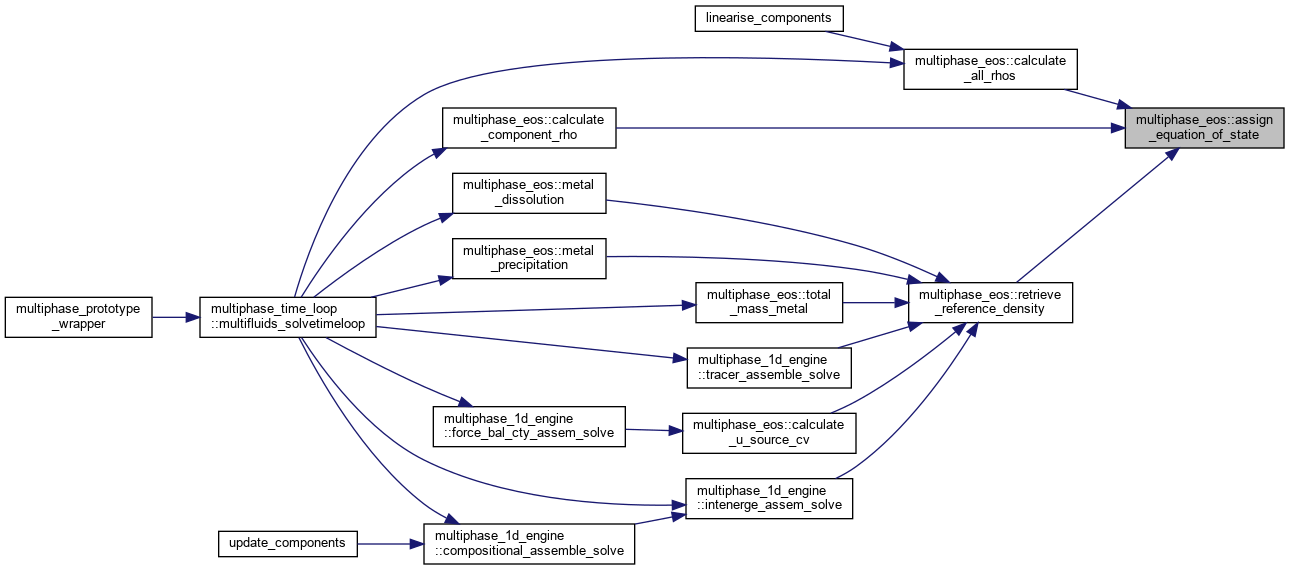 linearise_components
multiphase_eos::calculate
_all_rhos
multiphase_eos::assign
_equation_of_state
multiphase_eos::calculate
_component_rho
multiphase_eos::metal
_dissolution
multiphase_eos::metal
_precipitation
multiphase_prototype
_wrapper
multiphase_time_loop
::multifluids_solvetimeloop
multiphase_eos::total
_mass_metal
multiphase_eos::retrieve
_reference_density
multiphase_1d_engine
::tracer_assemble_solve
multiphase_1d_engine
::force_bal_cty_assem_solve
multiphase_eos::calculate
_u_source_cv
multiphase_1d_engine
::intenerge_assem_solve
update_components
multiphase_1d_engine
::compositional_assemble_solve